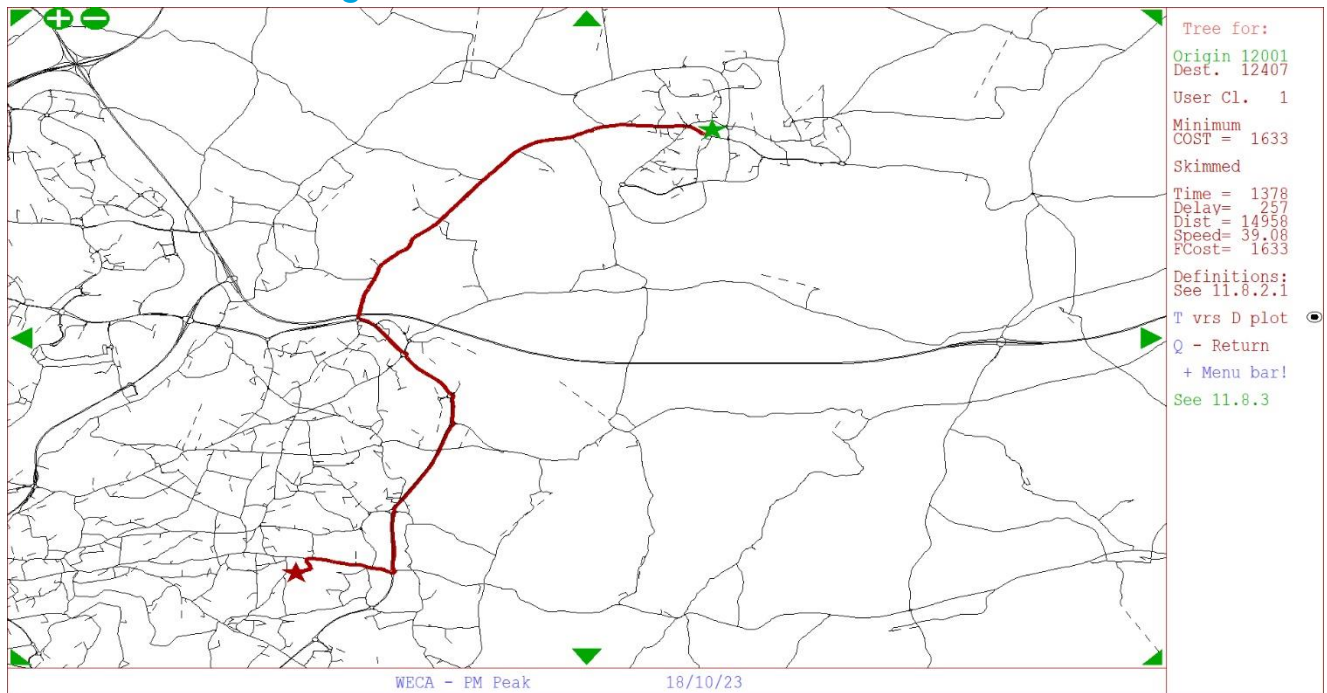 Tree for:
Origin 12001
Dest. 12407
User Cl. 1
Minimum
COST = 1633
Skimmed
Time = 1378
Delay= 257
Dist = 14958
Speed= 39.08
FCost= 1633
Definitions:
See 11.8.2.1
T vrs D plot
Q - Return
+ Menu bar!
See 11.8.3
WECA - PM Peak 18/10/23